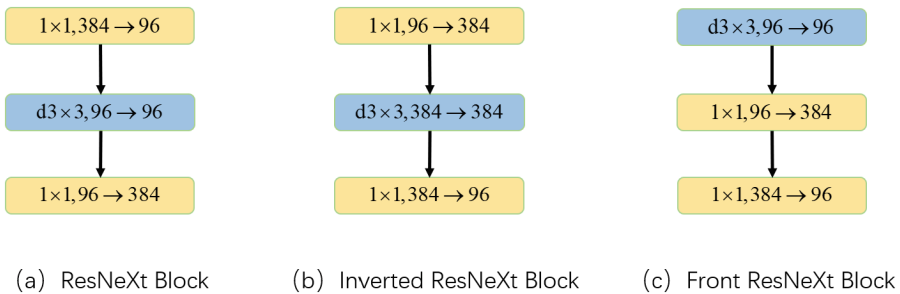 1×1,384→96
d3×3,96→96
1×1,96→384
(a) ResNeXt Block
1×1,96→384
d3×3,384→384
1×1,384→96
(b) Inverted ResNeXt Block
d3×3,96→96
1×1,96→384
1×1,384→96
(c) Front ResNeXt Block